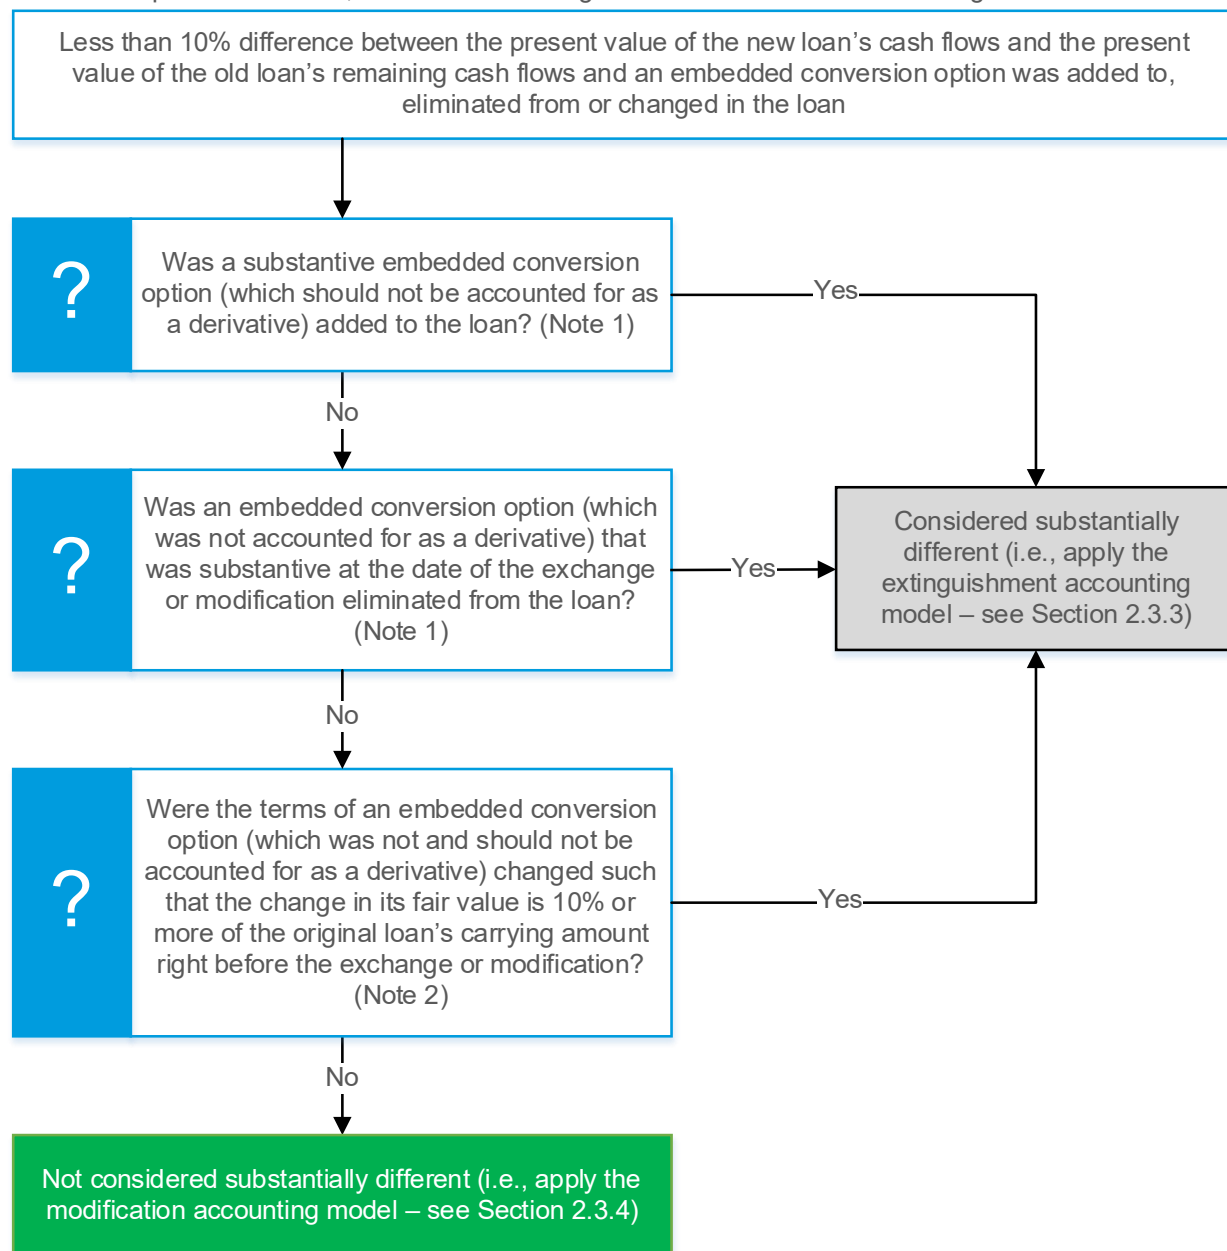 Less than 10% difference between the present value of the new loan's cash flows and the present
value of the old loan's remaining cash flows and an embedded conversion option was added to,
eliminated from or changed in the loan
?
Was a substantive embedded conversion
option (which should not be accounted for as
a derivative) added to the loan? (Note 1)
Yes
No
?
Was an embedded conversion option (which
was not accounted for as a derivative) that
was substantive at the date of the exchange
or modification eliminated from the loan?
(Note 1)
Yes
Considered substantially
different (i.e., apply the
extinguishment accounting
model – see Section 2.3.3)
No
?
Were the terms of an embedded conversion
option (which was not and should not be
accounted for as a derivative) changed such
that the change in its fair value is 10% or
more of the original loan's carrying amount
right before the exchange or modification?
(Note 2)
Yes
No
Not considered substantially different (i.e., apply the
modification accounting model – see Section 2.3.4)